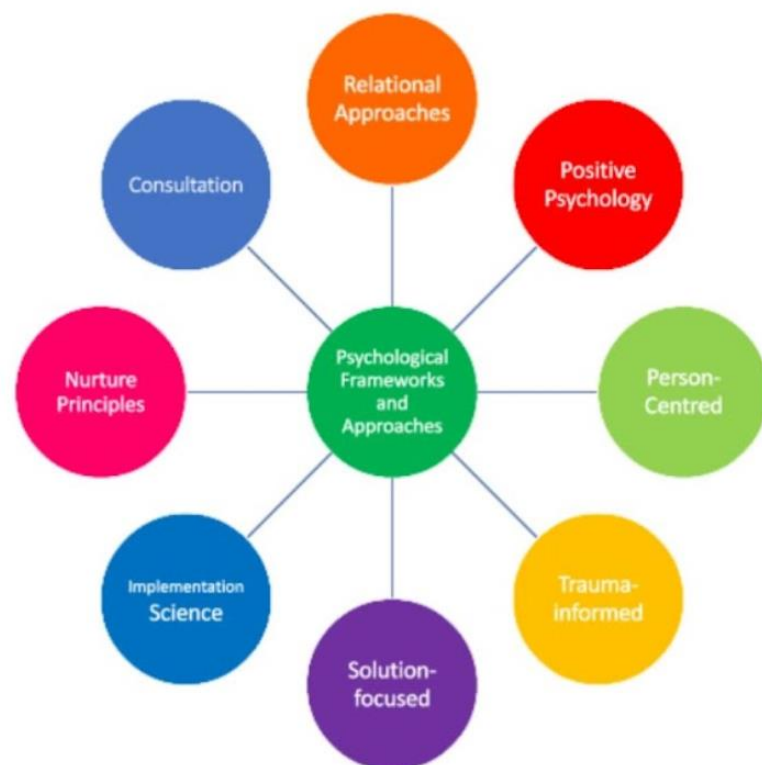 Relational
Approaches
Positive
Psychology
Person-
Centred
Trauma-
informed
Solution-
focused
Implementation
Science
Nurture
Principles
Consultation
Psychological
Frameworks
and
Approaches